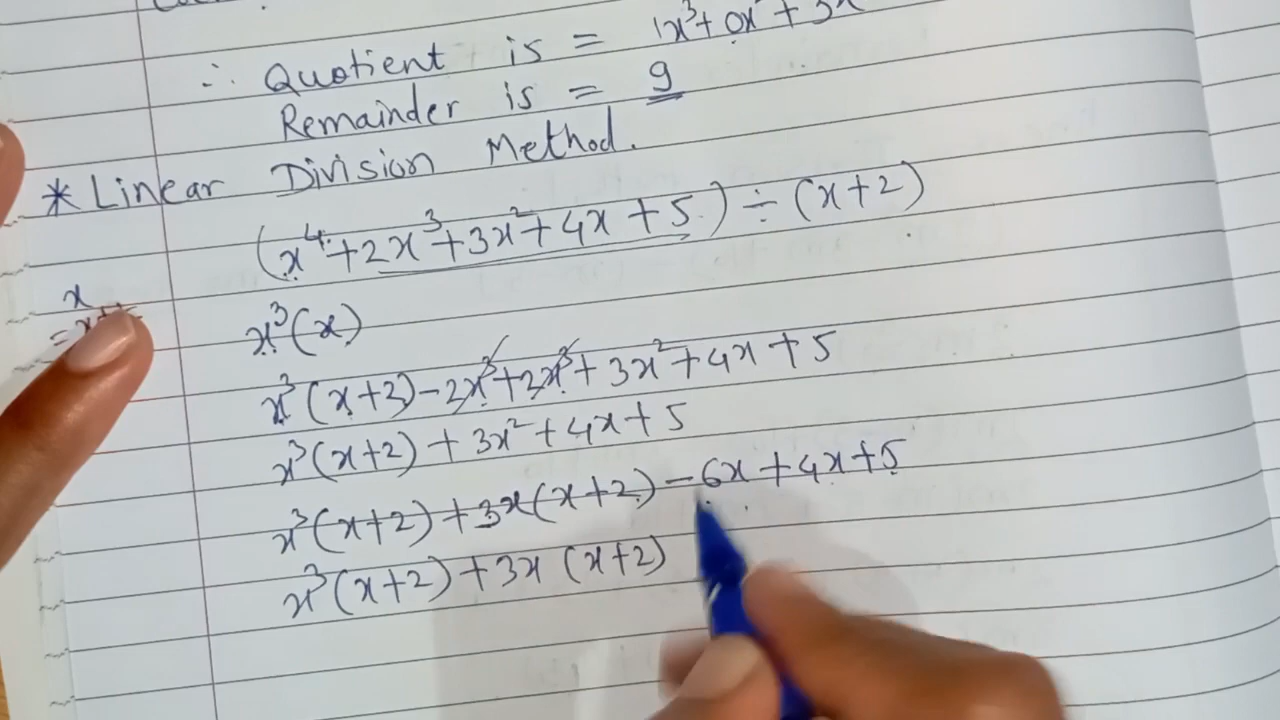 ∴ Quotient is = 1x³ + 0x² + 3x
Remainder is = 9
* Linear Division Method.
(x⁴ + 2x³ + 3x² + 4x + 5) ÷ (x + 2)
x
x³(x)
x³(x + 2) - 2x³ + 2x³ + 3x² + 4x + 5
x³(x + 2) + 3x² + 4x + 5
x³(x + 2) + 3x(x + 2) - 6x + 4x + 5
x³(x + 2) + 3x (x + 2)